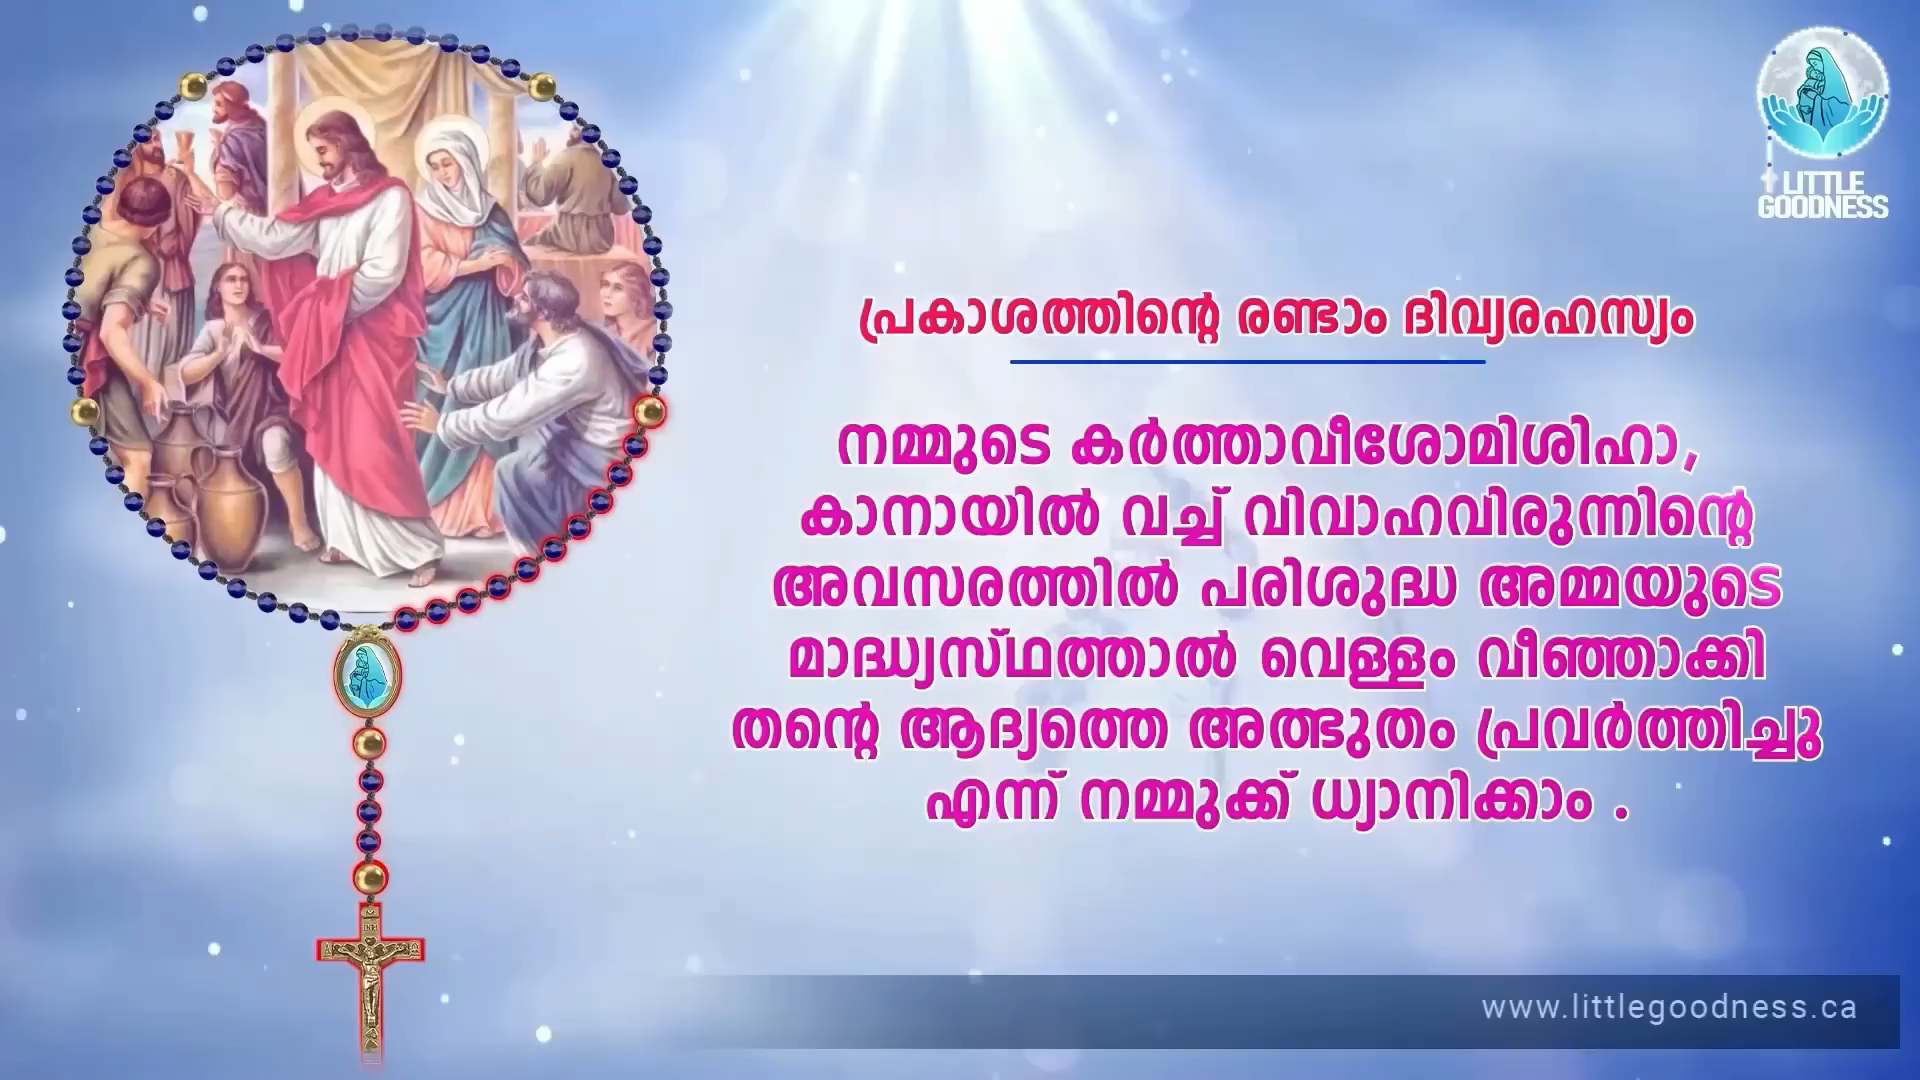 LITTLE
GOODNESS
പ്രകാശത്തിന്റെ രണ്ടാം ദിവ്യരഹസ്യം
നമ്മുടെ കർത്താവീശോമിശിഹാ,
കാനായിൽ വച്ച് വിവാഹവിരുന്നിന്റെ
അവസരത്തിൽ പരിശുദ്ധ അമ്മയുടെ
മാദ്ധ്യസ്ഥത്താൽ വെള്ളം വീഞ്ഞാക്കി
തന്റെ ആദ്യത്തെ അത്ഭുതം പ്രവർത്തിച്ചു
എന്ന് നമ്മുക്ക് ധ്യാനിക്കാം .
INRI
www.littlegoodness.ca